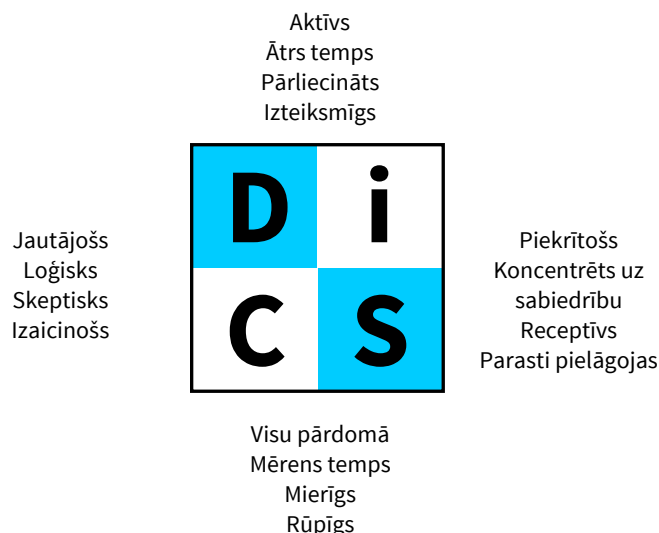 Aktīvs
Ātrs temps
Pārliecināts
Izteiksmīgs
D i
Jautājošs
Loģisks
Skeptisks
Izaicinošs
Piekrītošs
Koncentrēts uz
sabiedrību
Receptīvs
Parasti pielāgojas
C S
Visu pārdomā
Mērens temps
Mierīgs
Rūpīgs